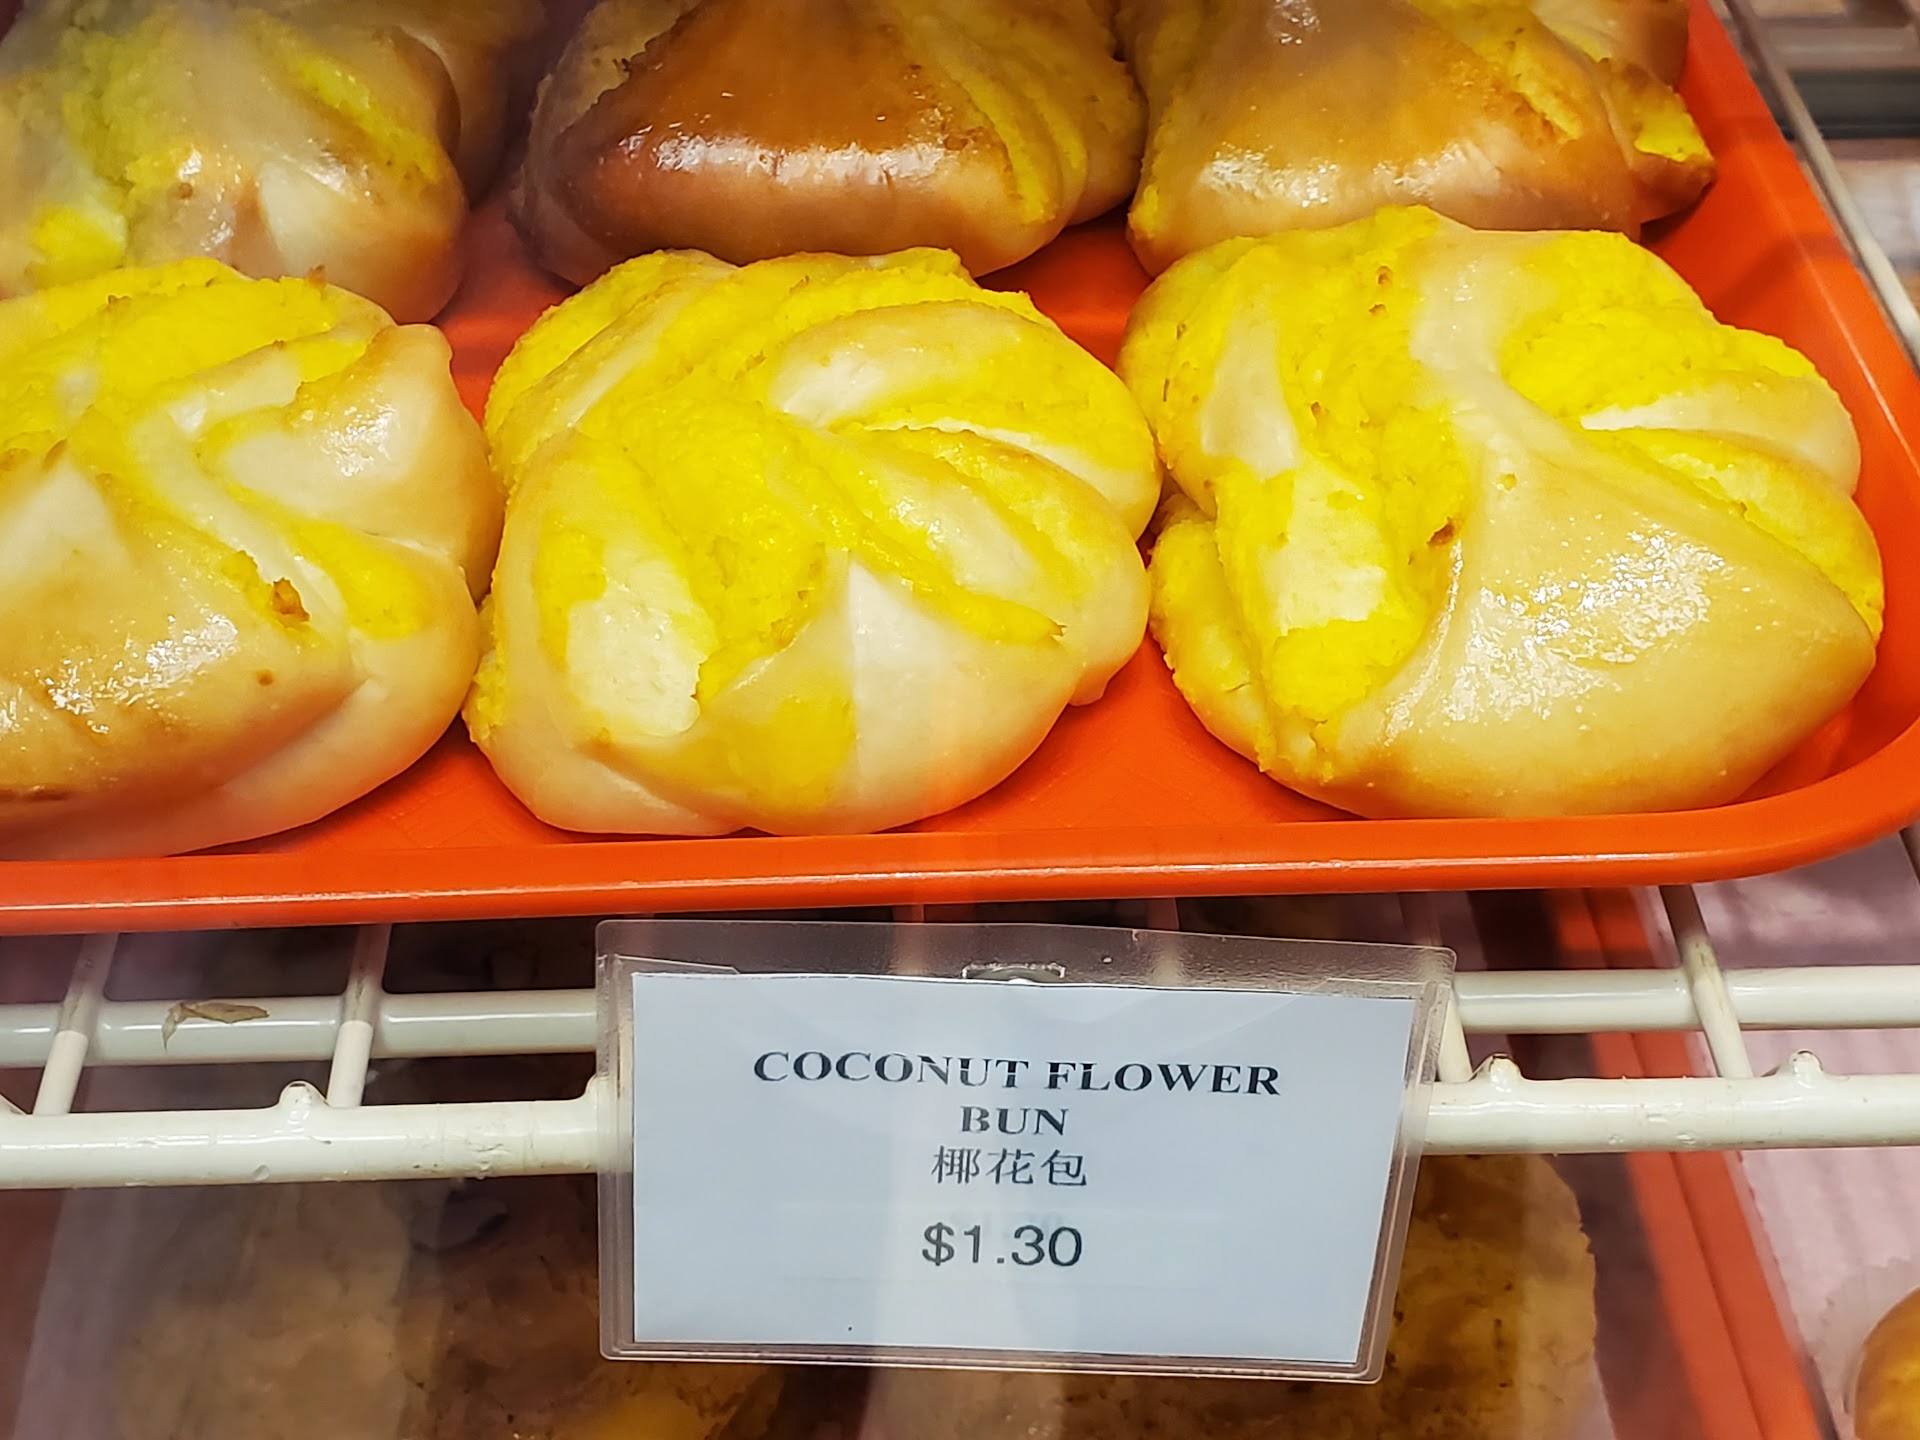 COCONUT FLOWER
BUN
椰花包
$1.30